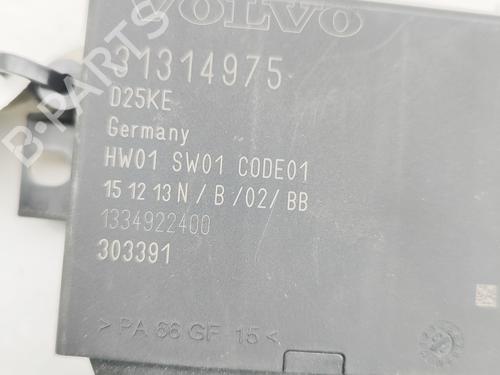 VOLVO
31314975
D25KE
Germany
HW01 SW01 CODE01
15 12 13 N / B / 02 / BB
1334922400
303391
> PA 66 GF 15 <
B-PARTS